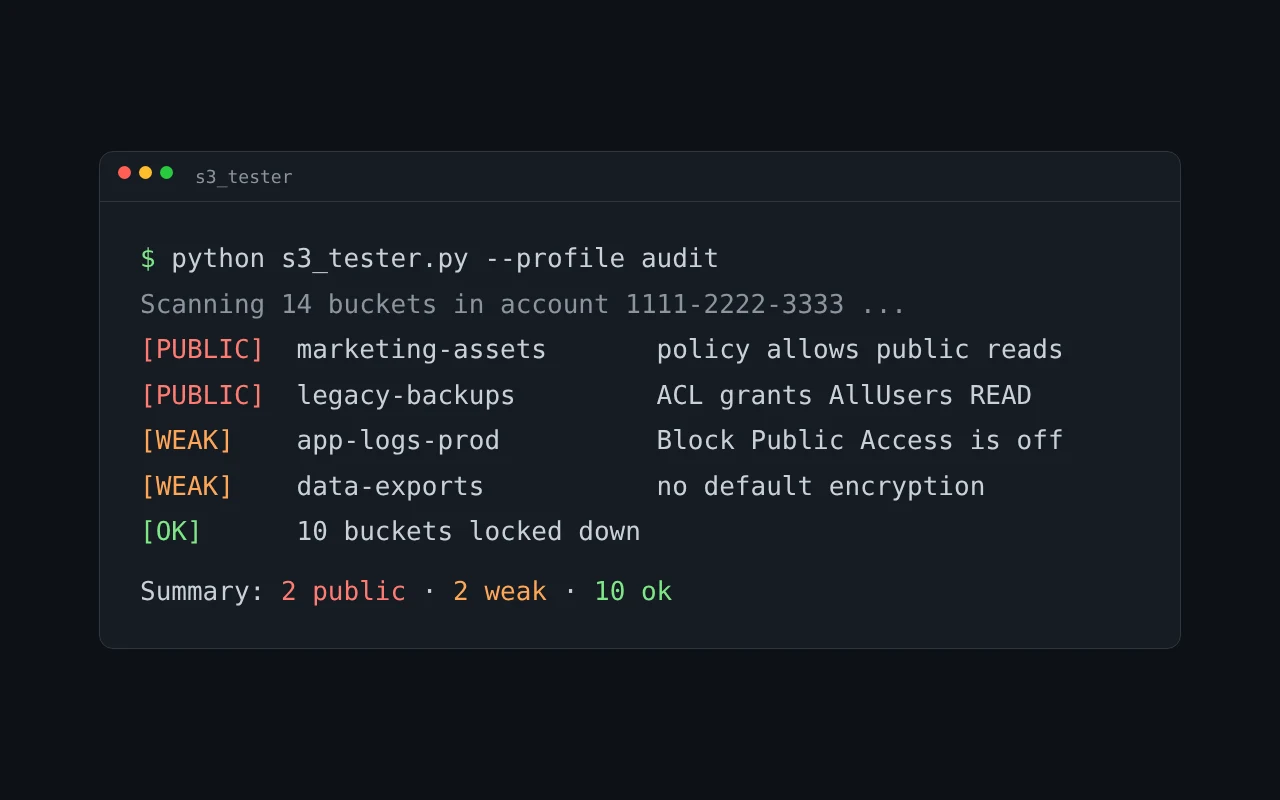 s3_tester
$ python s3_tester.py --profile audit
Scanning 14 buckets in account 1111-2222-3333 ...
[PUBLIC] marketing-assets policy allows public reads
[PUBLIC] legacy-backups ACL grants AllUsers READ
[WEAK] app-logs-prod Block Public Access is off
[WEAK] data-exports no default encryption
[OK] 10 buckets locked down
Summary: 2 public · 2 weak · 10 ok